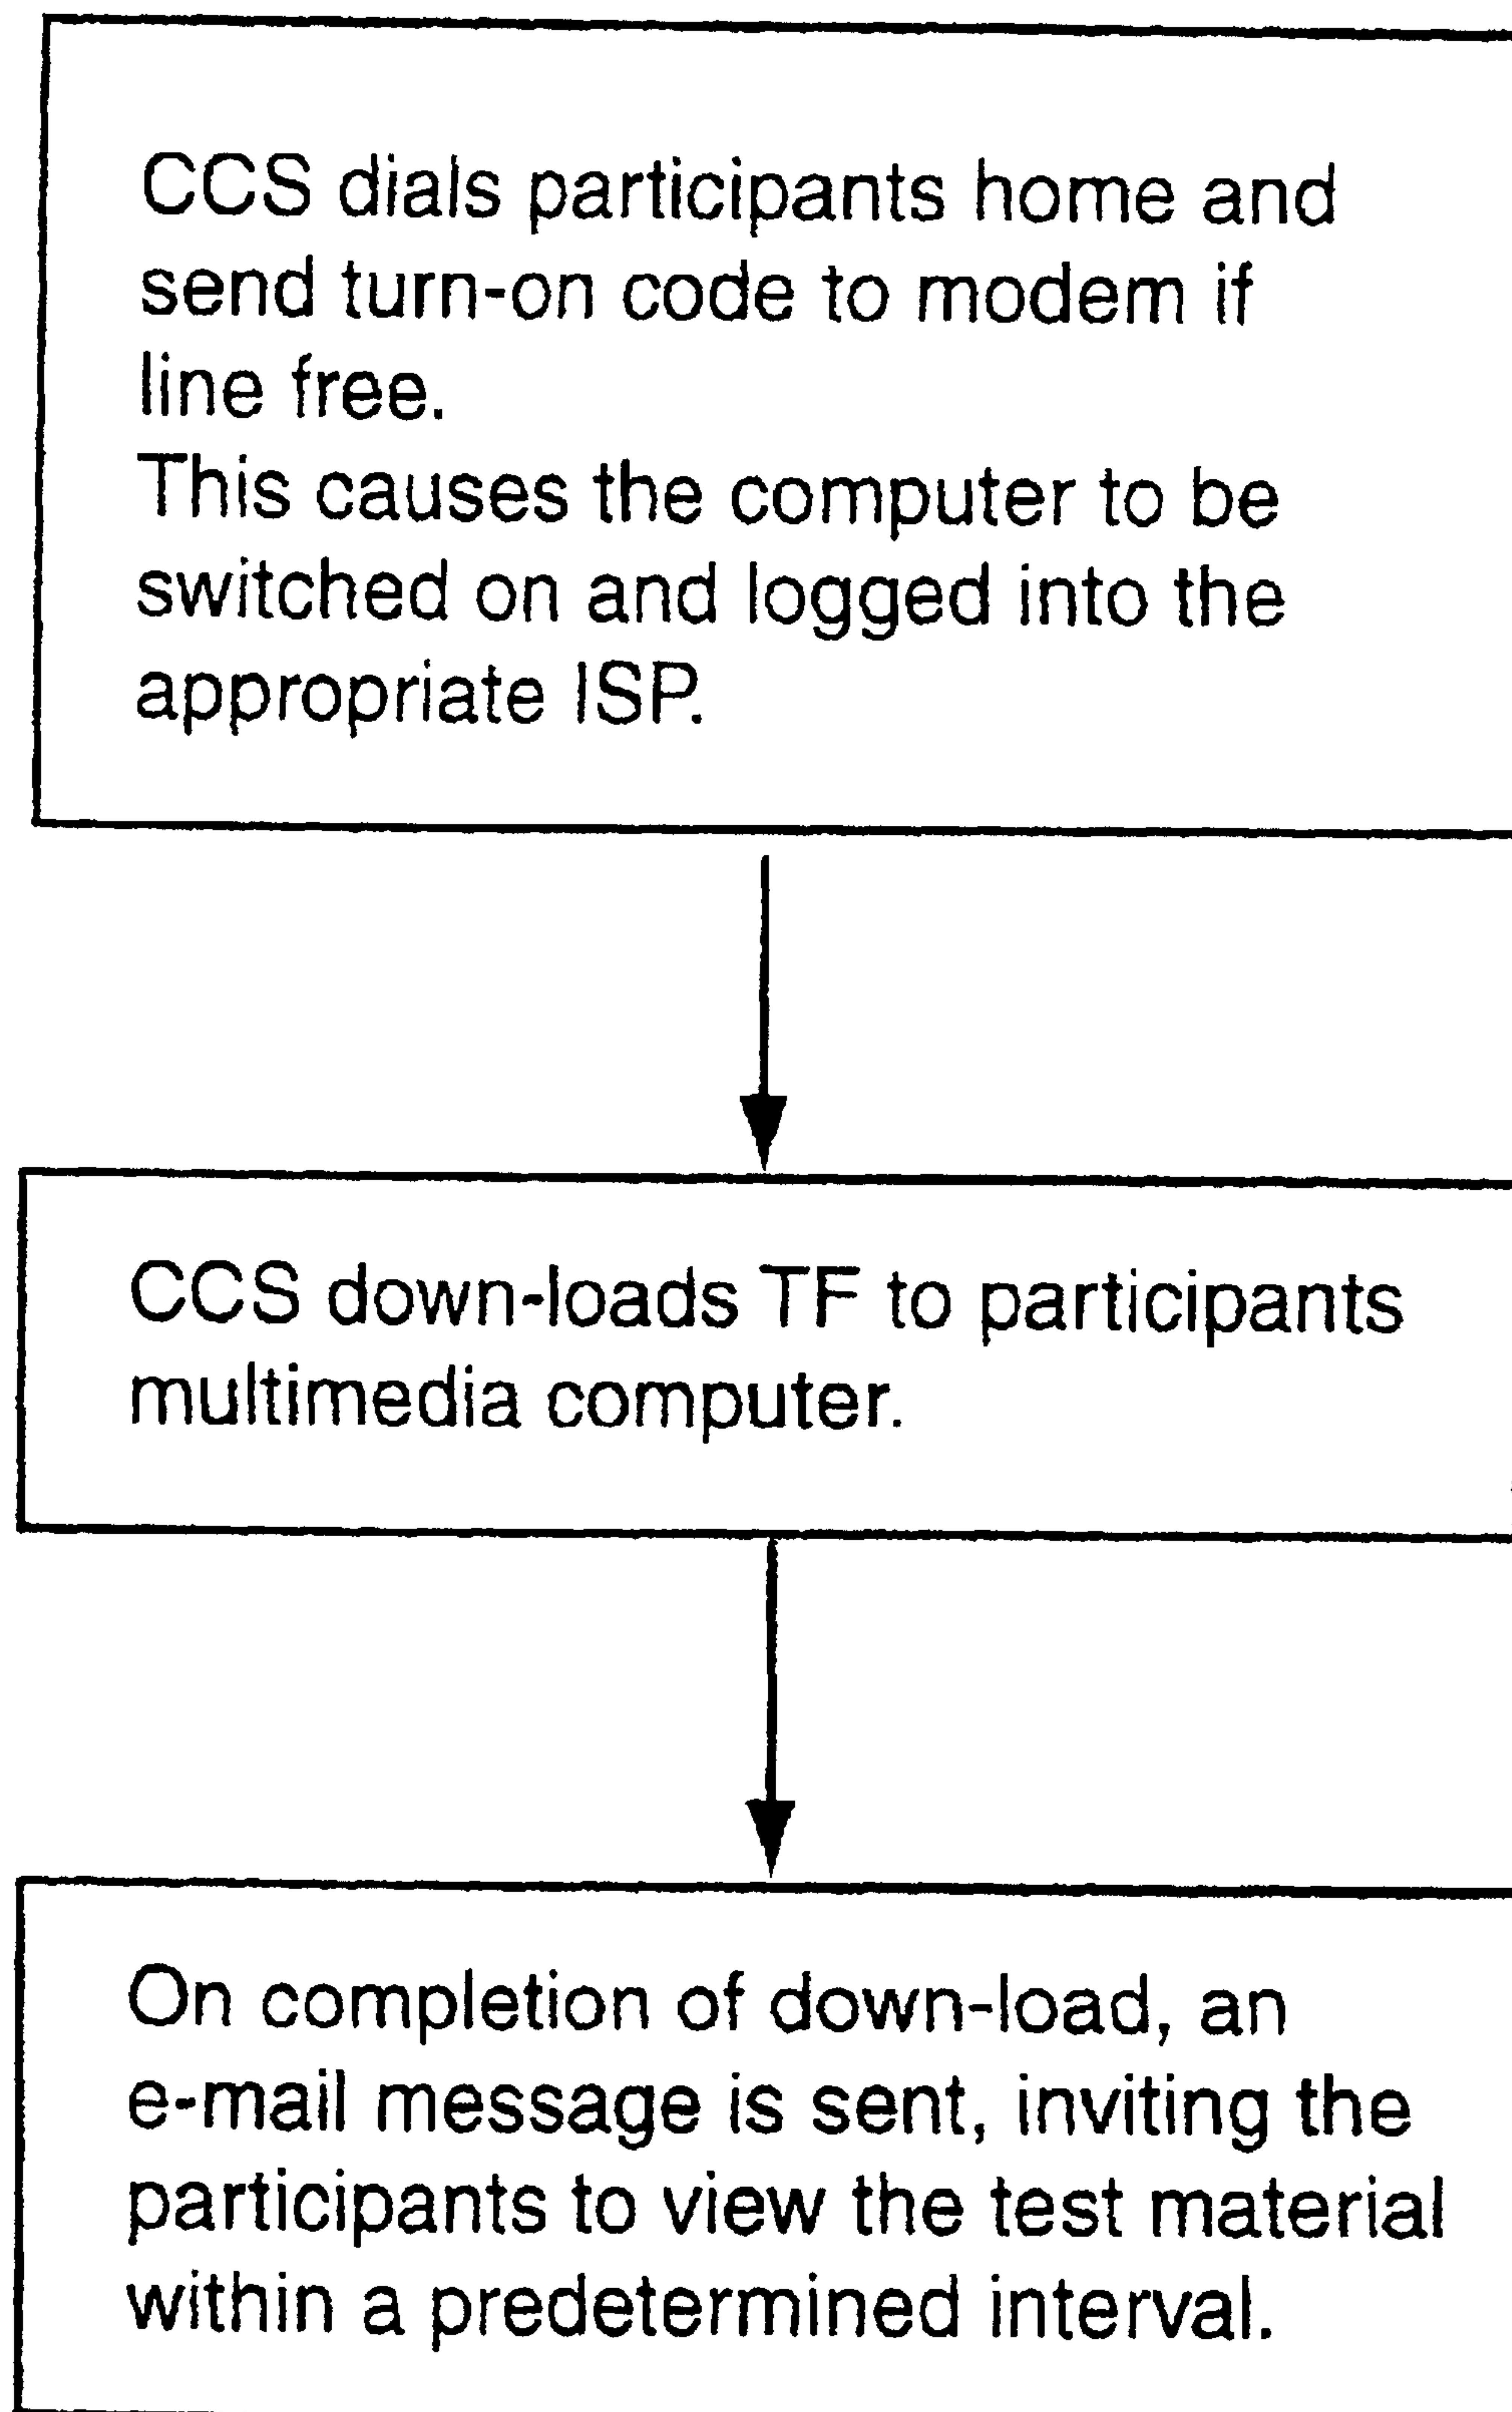 CCS dials participants home and
send turn-on code to modem if
line free.
This causes the computer to be
switched on and logged into the
appropriate ISP.
CCS down-loads TF to participants
multimedia computer.
On completion of down-load, an
e-mail message is sent, inviting the
participants to view the test material
within a predetermined interval.